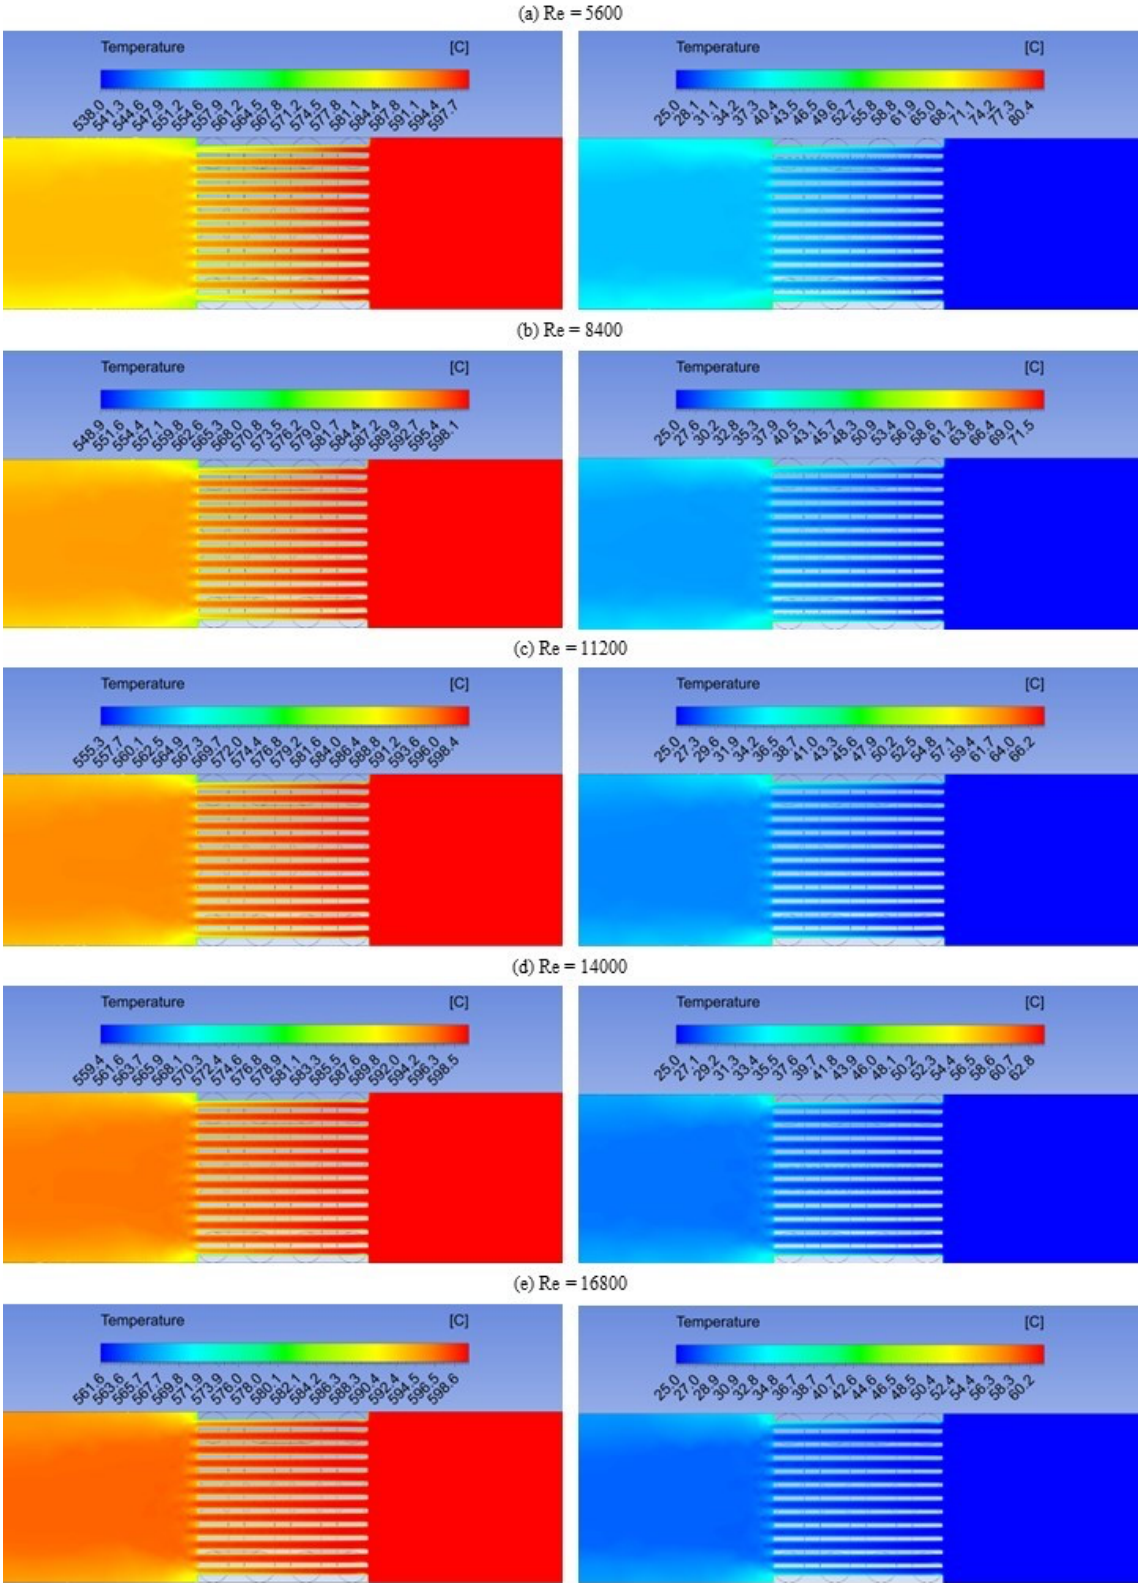 (a) Re = 5600
Temperature [C]
538.0 541.3 544.6 547.9 551.2 554.6 557.9 561.2 564.5 567.8 571.2 574.5 577.8 581.1 584.4 587.8 591.1 594.4 597.7
Temperature [C]
25.0 28.1 31.1 34.2 37.3 40.4 43.5 46.5 49.6 52.7 55.8 58.8 61.9 65.0 68.1 71.1 74.2 77.3 80.4
(b) Re = 8400
Temperature [C]
548.9 551.6 554.4 557.1 559.8 562.6 565.3 568.0 570.8 573.5 576.2 579.0 581.7 584.4 587.2 589.9 592.7 595.4 598.1
Temperature [C]
25.0 27.6 30.2 32.8 35.3 37.9 40.5 43.1 45.7 48.3 50.9 53.4 56.0 58.6 61.2 63.8 66.4 69.0 71.5
(c) Re = 11200
Temperature [C]
555.3 557.7 560.1 562.5 564.9 567.3 569.7 572.0 574.4 576.8 579.2 581.6 584.0 586.4 588.8 591.2 593.6 596.0 598.4
Temperature [C]
25.0 27.3 29.6 31.9 34.2 36.5 38.7 41.0 43.3 45.6 47.9 50.2 52.5 54.8 57.1 59.4 61.7 64.0 66.2
(d) Re = 14000
Temperature [C]
559.4 561.6 563.7 565.9 568.1 570.3 572.4 574.6 576.8 578.9 581.1 583.3 585.5 587.6 589.8 592.0 594.2 596.3 598.5
Temperature [C]
25.0 27.1 29.2 31.3 33.4 35.5 37.6 39.7 41.8 43.9 46.0 48.1 50.2 52.3 54.4 56.5 58.6 60.7 62.8
(e) Re = 16800
Temperature [C]
561.6 563.6 565.7 567.7 569.8 571.9 573.9 576.0 578.0 580.1 582.1 584.2 586.3 588.3 590.4 592.4 594.5 596.5 598.6
Temperature [C]
25.0 27.0 28.9 30.9 32.8 34.8 36.7 38.7 40.7 42.6 44.6 46.5 48.5 50.4 52.4 54.4 56.3 58.3 60.2